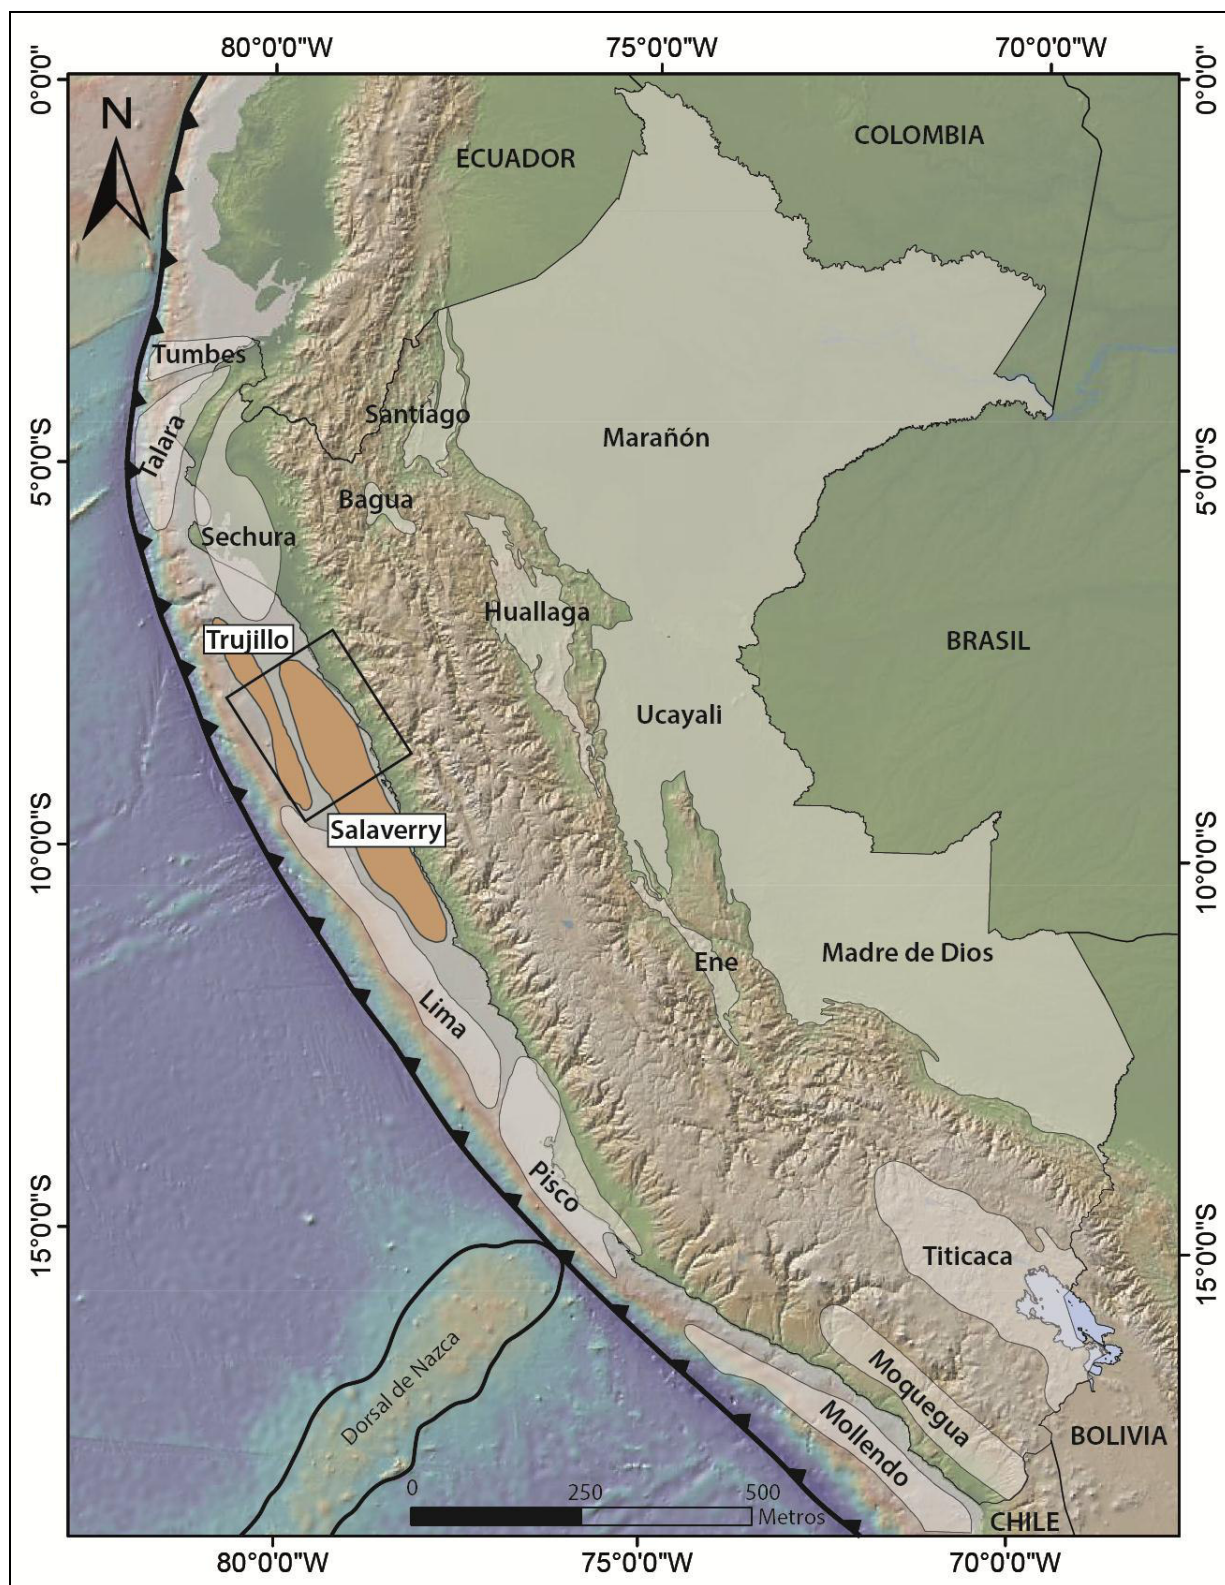 80°0'0"W
75°0'0"W
70°0'0"W
0°0'0"
0°0'0"
N
ECUADOR
COLOMBIA
Tumbes
Talara
Santiago
Marañón
5°0'0"S
5°0'0"S
Bagua
Sechura
Huallaga
Trujillo
BRASIL
Ucayali
Salaverry
10°0'0"S
10°0'0"S
Ene
Madre de Dios
Lima
Pisco
15°0'0"S
15°0'0"S
Titicaca
Dorsal de Nazca
Moquegua
Mollendo
BOLIVIA
0
250
500
Metros
CHILE
80°0'0"W
75°0'0"W
70°0'0"W